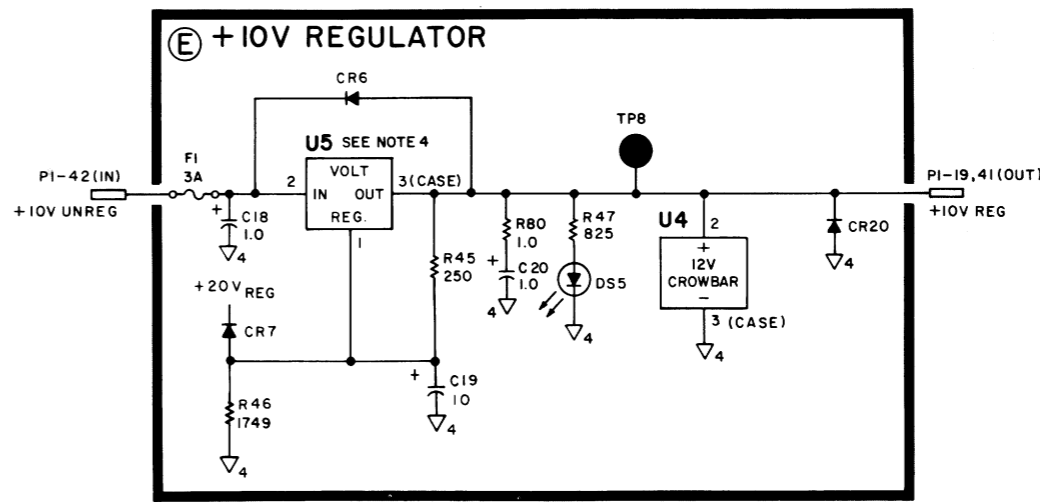 E +10V REGULATOR
CR6
TP8
U5 SEE NOTE 4
F1
3A
VOLT
IN OUT
REG.
2
3(CASE)
1
P1-42(IN)
+10V UNREG
P1-19,41(OUT)
+10V REG
+
C18
1.0
4
R45
250
R80
1.0
+
C20
1.0
4
R47
825
DS5
4
U4
2
+
12V
CROWBAR
−
3 (CASE)
4
CR20
4
+20V REG
CR7
+
C19
10
4
R46
1749
4